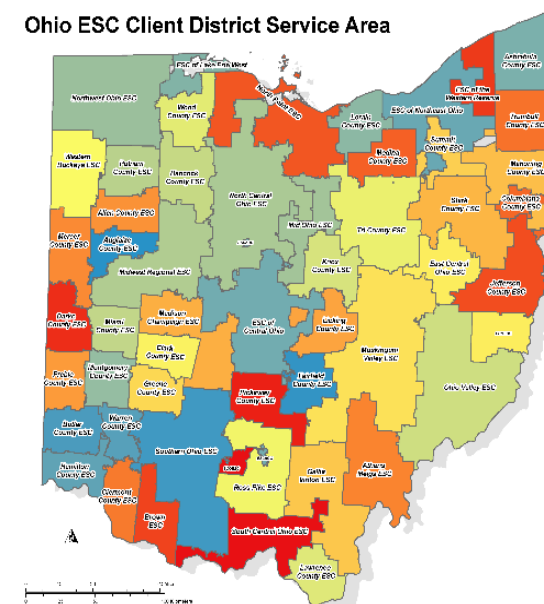 Ohio ESC Client District Service Area
Ashtabula
County ESC
ESC of Lake Erie West
ESC of the
Western Reserve
Northwest Ohio ESC
North Point ESC
Wood
County ESC
ESC of Northeast Ohio
Lorain
County ESC
Trumbull
County ESC
Summit
County ESC
Medina
County ESC
Western
Buckeye ESC
Putnam
County ESC
Hancock
County ESC
Mahoning
County ESC
North Central
Ohio ESC
Stark
County ESC
Columbiana
County ESC
Allen County ESC
Mid Ohio ESC
Tri County ESC
Mercer
County ESC
Auglaize
County ESC
Knox
County ESC
East Central
Ohio ESC
Midwest Regional ESC
Jefferson
County ESC
Darke
County ESC
Miami
County ESC
Madison
Champaign ESC
ESC of
Central Ohio
Licking
County ESC
Clark
County ESC
Muskingum
Valley ESC
Preble
County ESC
Montgomery
County ESC
Greene
County ESC
Fairfield
County ESC
Ohio Valley ESC
Pickaway
County ESC
Butler
County ESC
Warren
County ESC
Southern Ohio ESC
Hamilton
County ESC
Ross Pike ESC
Gallia
Vinton ESC
Athens
Meigs ESC
Clermont
County ESC
Brown
ESC
South Central Ohio ESC
Lawrence
County ESC